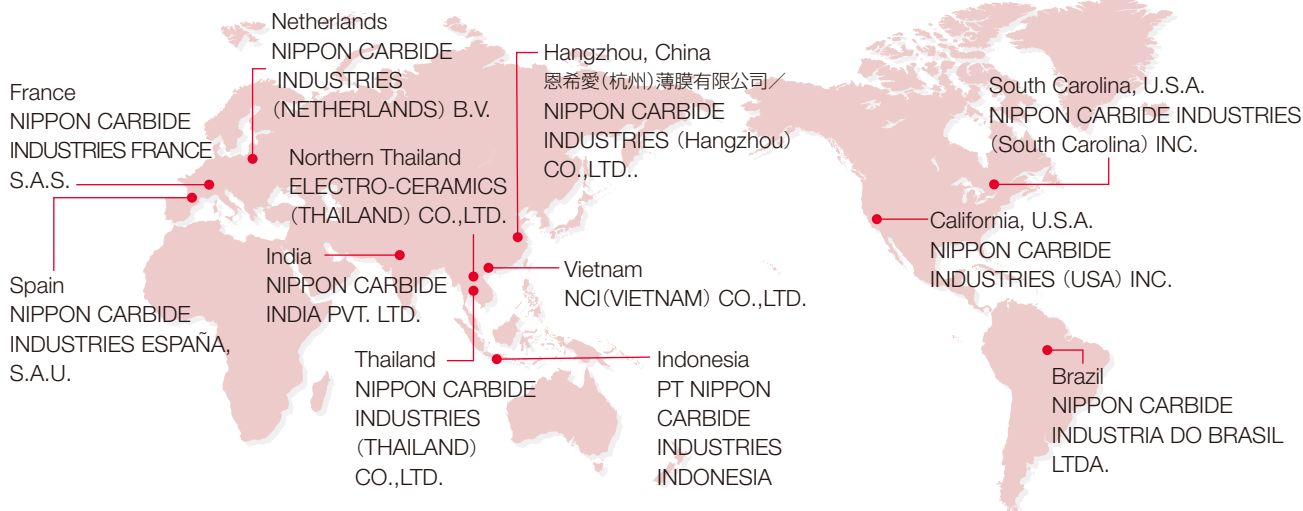 Netherlands
NIPPON CARBIDE
INDUSTRIES
(NETHERLANDS) B.V.
France
NIPPON CARBIDE
INDUSTRIES FRANCE
S.A.S.
Spain
NIPPON CARBIDE
INDUSTRIES ESPAÑA,
S.A.U.
Northern Thailand
ELECTRO-CERAMICS
(THAILAND) CO.,LTD.
India
NIPPON CARBIDE
INDIA PVT. LTD.
Thailand
NIPPON CARBIDE
INDUSTRIES
(THAILAND)
CO.,LTD.
Hangzhou, China
恩希愛(杭州)薄膜有限公司／
NIPPON CARBIDE
INDUSTRIES (Hangzhou)
CO.,LTD..
Vietnam
NCI(VIETNAM) CO.,LTD.
Indonesia
PT NIPPON
CARBIDE
INDUSTRIES
INDONESIA
South Carolina, U.S.A.
NIPPON CARBIDE INDUSTRIES
(South Carolina) INC.
California, U.S.A.
NIPPON CARBIDE
INDUSTRIES (USA) INC.
Brazil
NIPPON CARBIDE
INDUSTRIA DO BRASIL
LTDA.